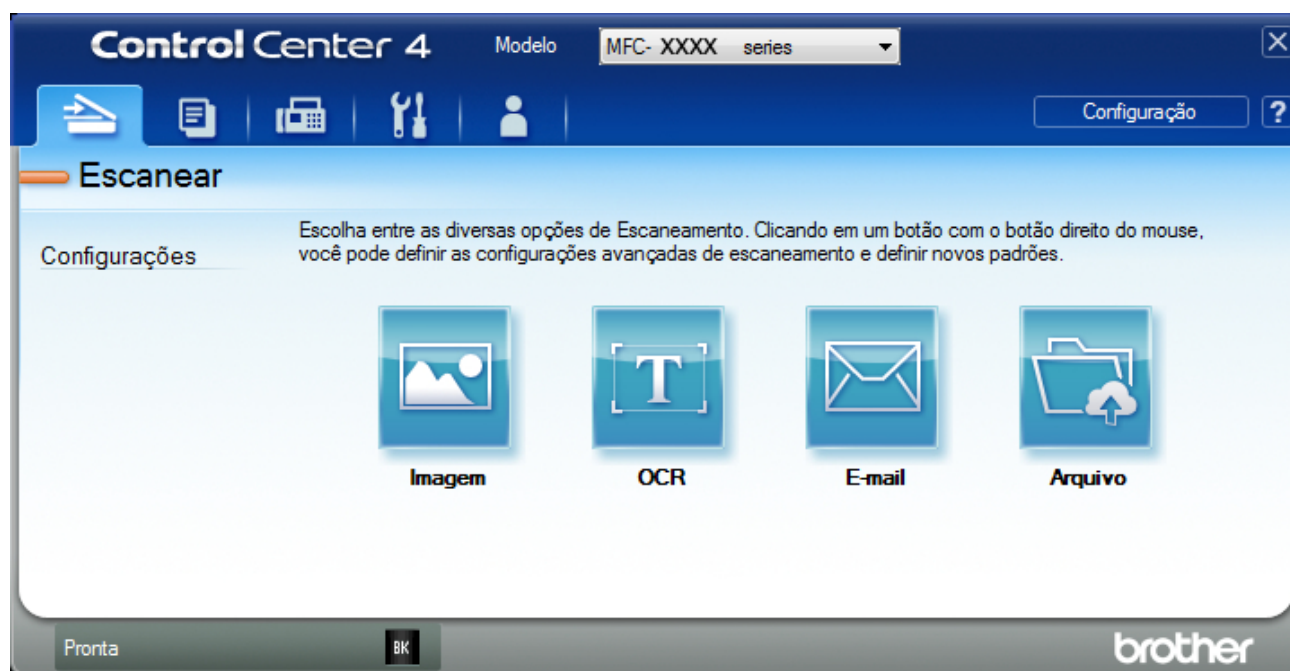 Control Center 4 Modelo MFC- XXXX series
Configuração ?
Escanear
Configurações
Escolha entre as diversas opções de Escaneamento. Clicando em um botão com o botão direito do mouse,
você pode definir as configurações avançadas de escaneamento e definir novos padrões.
T
Imagem OCR E-mail Arquivo
Pronta BK brother